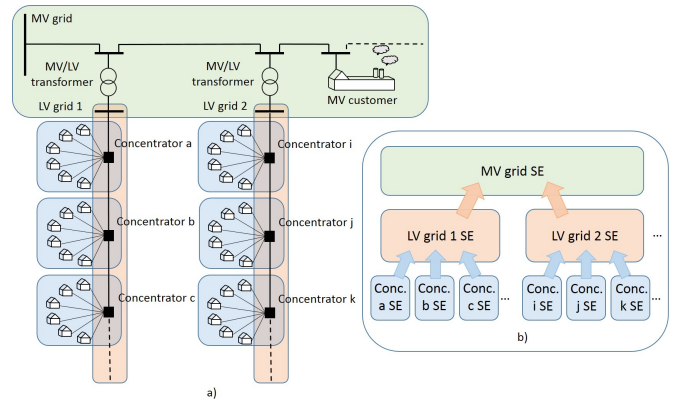 MV grid
MV/LV
transformer
MV/LV
transformer
MV customer
LV grid 1
LV grid 2
Concentrator a
Concentrator i
Concentrator b
Concentrator j
Concentrator c
Concentrator k
a)
MV grid SE
LV grid 1 SE
LV grid 2 SE
...
Conc.
a SE
Conc.
b SE
Conc.
c SE
...
Conc.
i SE
Conc.
j SE
Conc.
k SE
...
b)